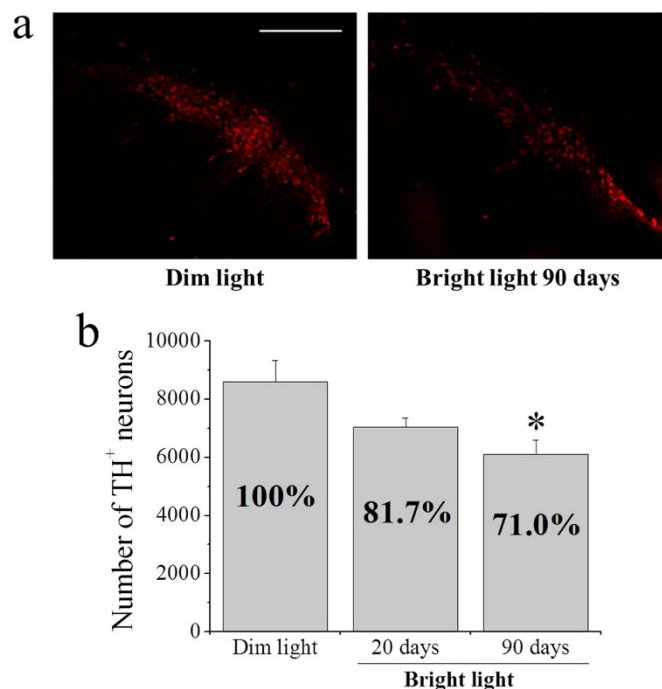 a
Dim light
Bright light 90 days
b
Number of TH⁺ neurons
10000
8000
6000
4000
2000
0
100%
81.7%
*
71.0%
Dim light
20 days
90 days
Bright light